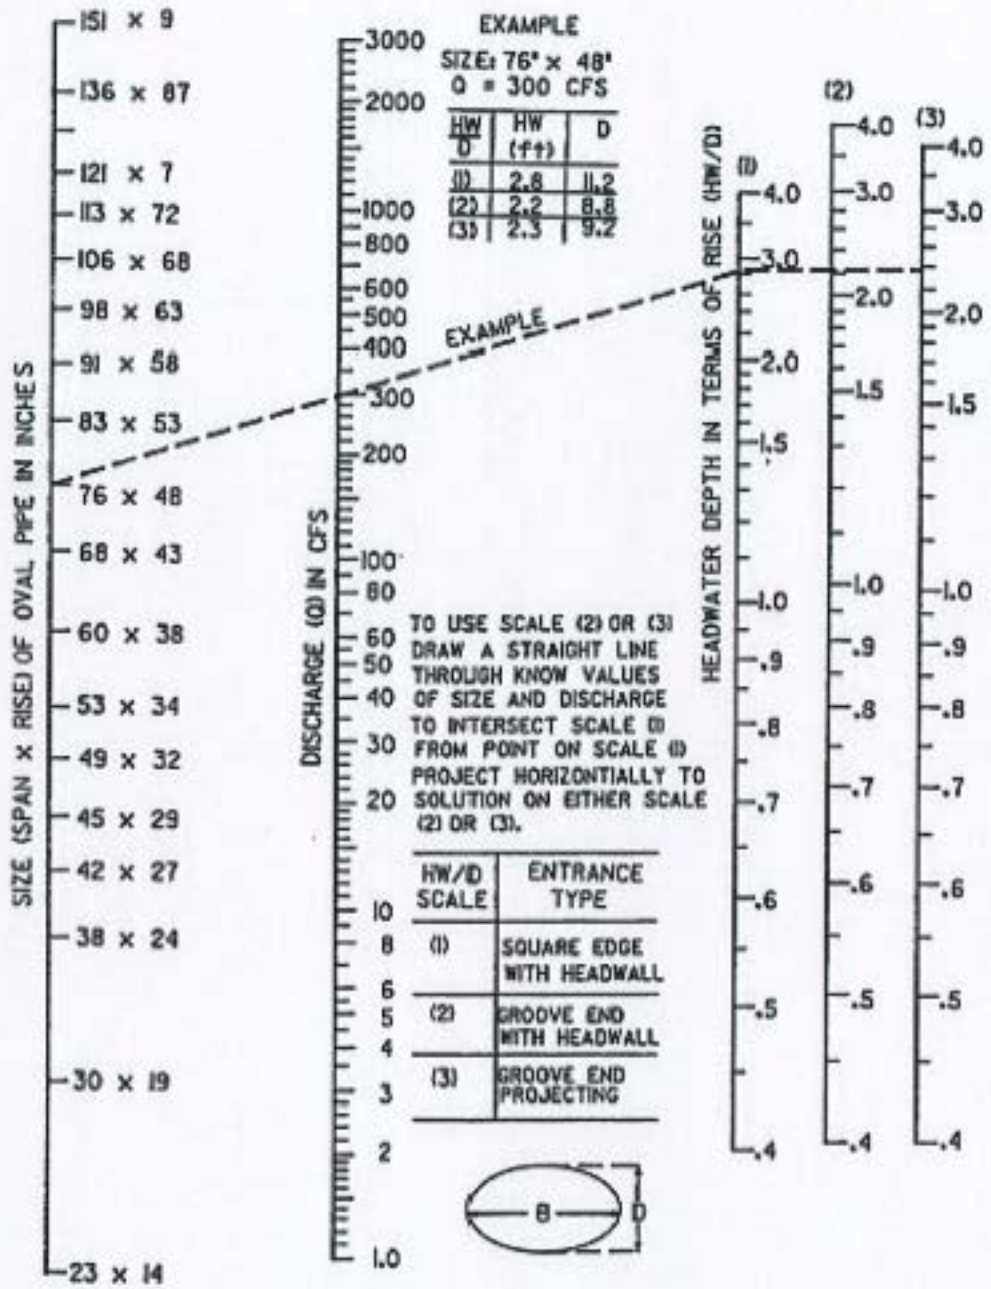 151 x 9
136 x 87
121 x 7
113 x 72
106 x 68
98 x 63
91 x 58
83 x 53
76 x 48
68 x 43
60 x 38
53 x 34
49 x 32
45 x 29
42 x 27
38 x 24
30 x 19
23 x 14
SIZE (SPAN x RISE) OF OVAL PIPE IN INCHES
3000
2000
1000
800
600
500
400
300
200
100
80
60
50
40
30
20
10
8
6
5
4
3
2
1.0
DISCHARGE (Q) IN CFS
EXAMPLE
SIZE: 76" x 48"
Q = 300 CFS
HW/D HW (ft) D
(1) 2.8 11.2
(2) 2.2 8.8
(3) 2.3 9.2
EXAMPLE
TO USE SCALE (2) OR (3)
DRAW A STRAIGHT LINE
THROUGH KNOW VALUES
OF SIZE AND DISCHARGE
TO INTERSECT SCALE (1)
FROM POINT ON SCALE (1)
PROJECT HORIZONTALLY TO
SOLUTION ON EITHER SCALE
(2) OR (3).
HW/D SCALE ENTRANCE TYPE
(1) SQUARE EDGE
WITH HEADWALL
(2) GROOVE END
WITH HEADWALL
(3) GROOVE END
PROJECTING
B
D
HEADWATER DEPTH IN TERMS OF RISE (HW/D)
(1)
4.0
3.0
2.0
1.5
1.0
.9
.8
.7
.6
.5
.4
(2)
4.0
3.0
2.0
1.5
1.0
.9
.8
.7
.6
.5
.4
(3)
4.0
3.0
2.0
1.5
1.0
.9
.8
.7
.6
.5
.4